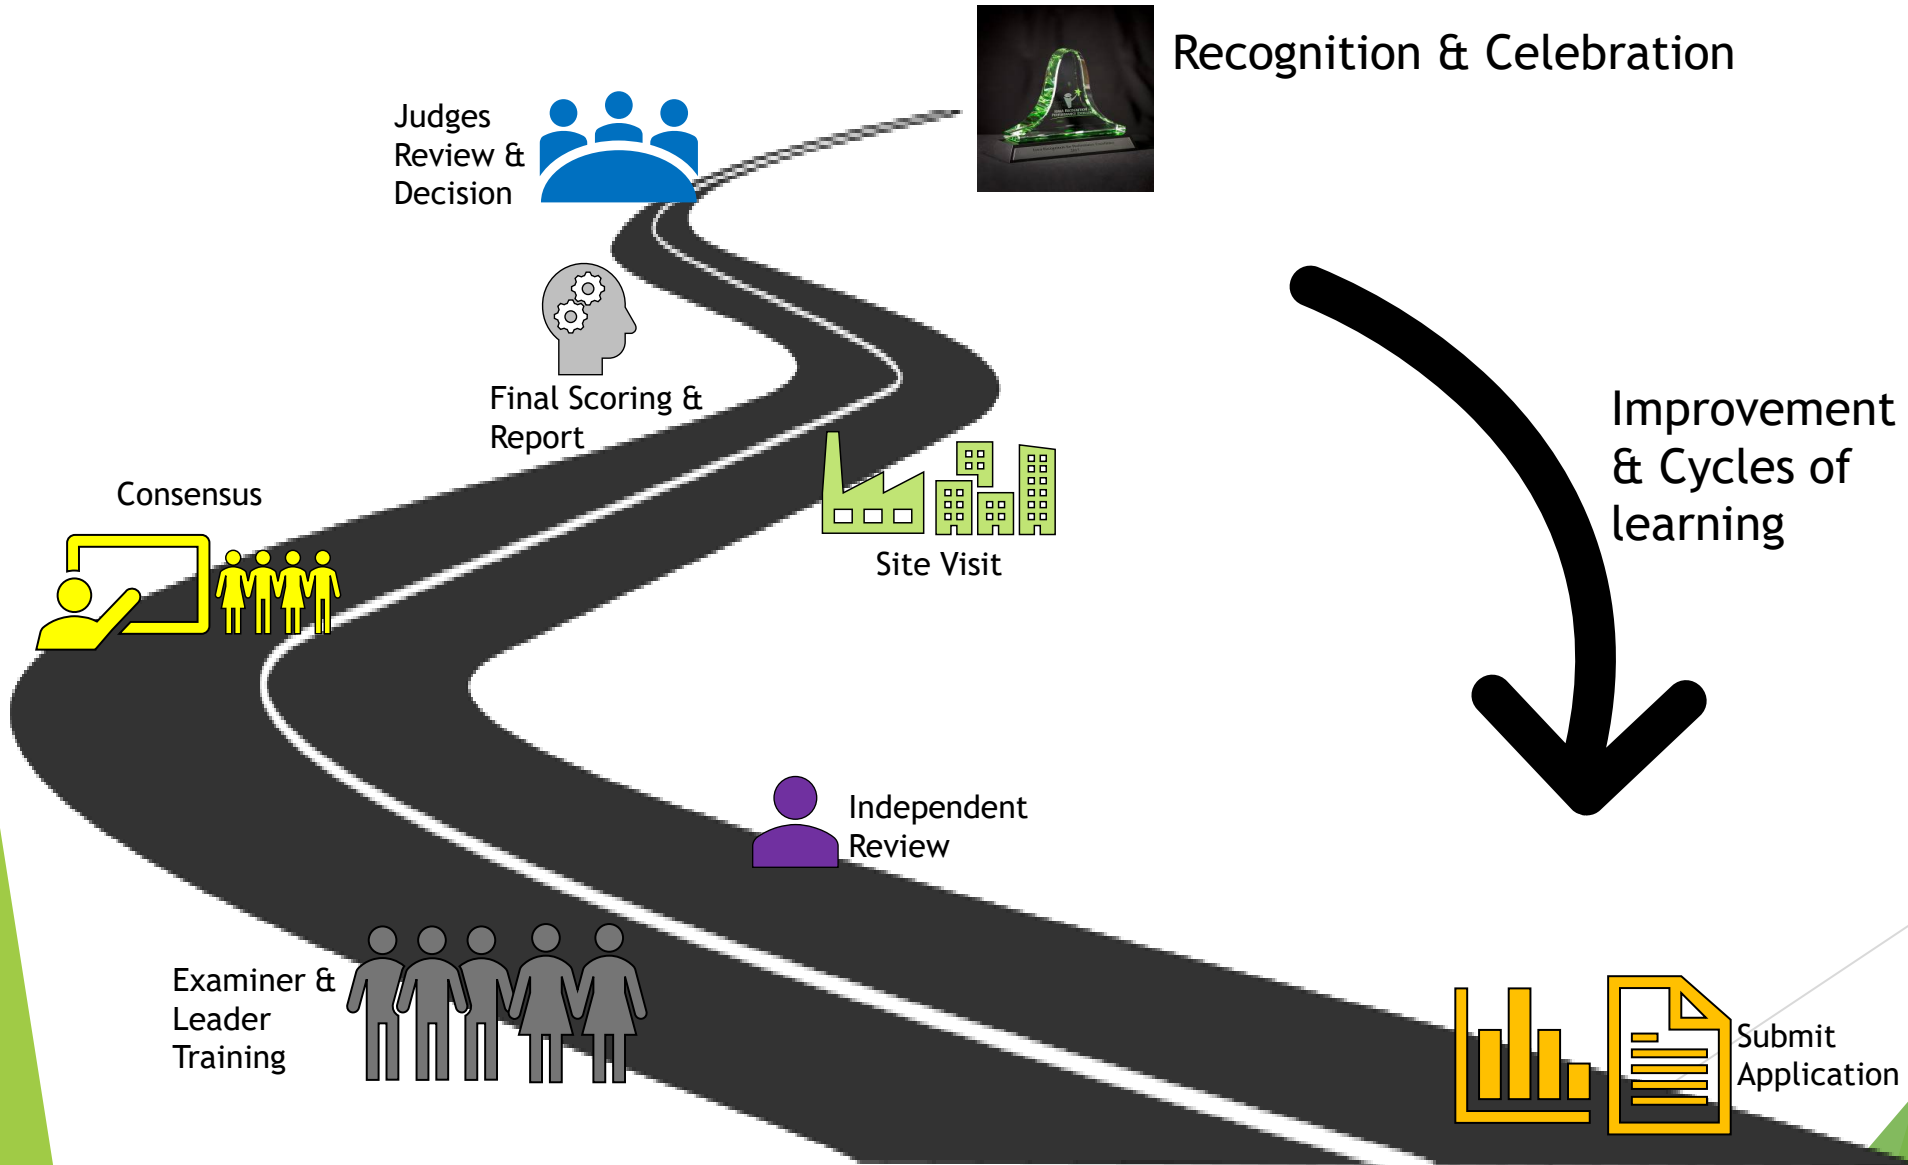 Recognition & Celebration
Judges
Review &
Decision
Final Scoring &
Report
Improvement
& Cycles of
learning
Consensus
Site Visit
Independent
Review
Examiner &
Leader
Training
Submit
Application